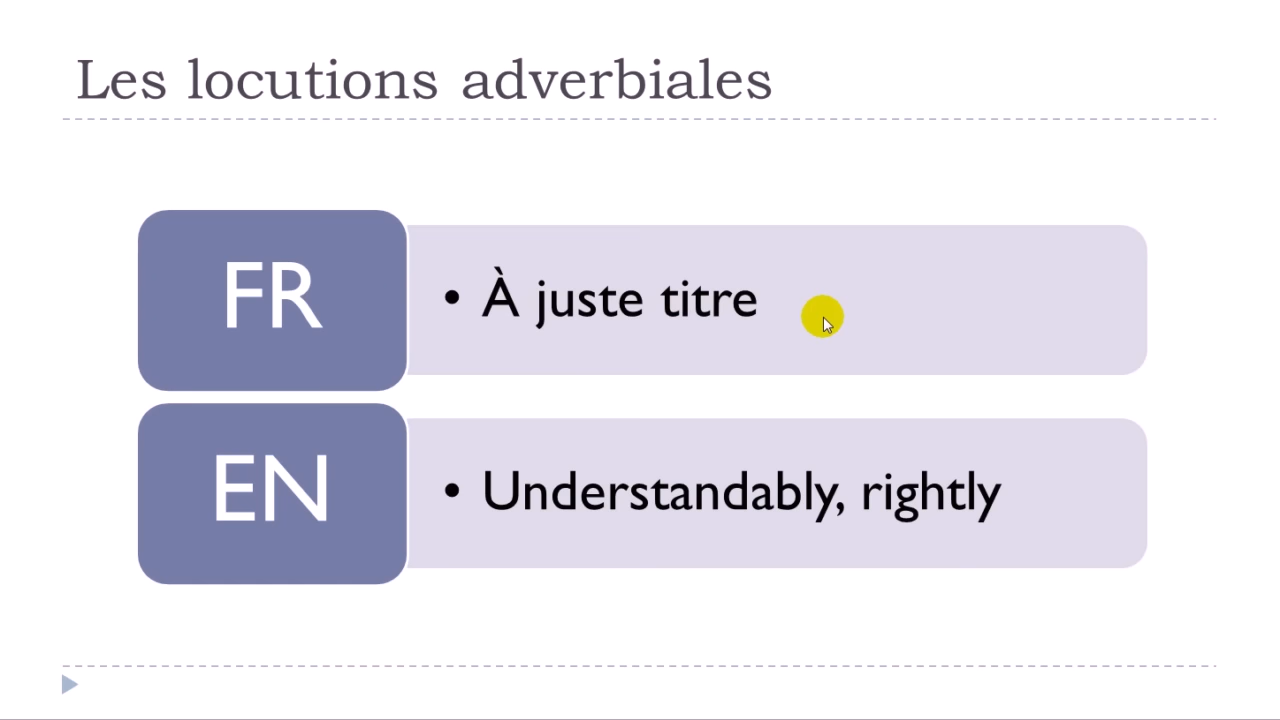 Les locutions adverbiales
FR
• À juste titre
EN
• Understandably, rightly